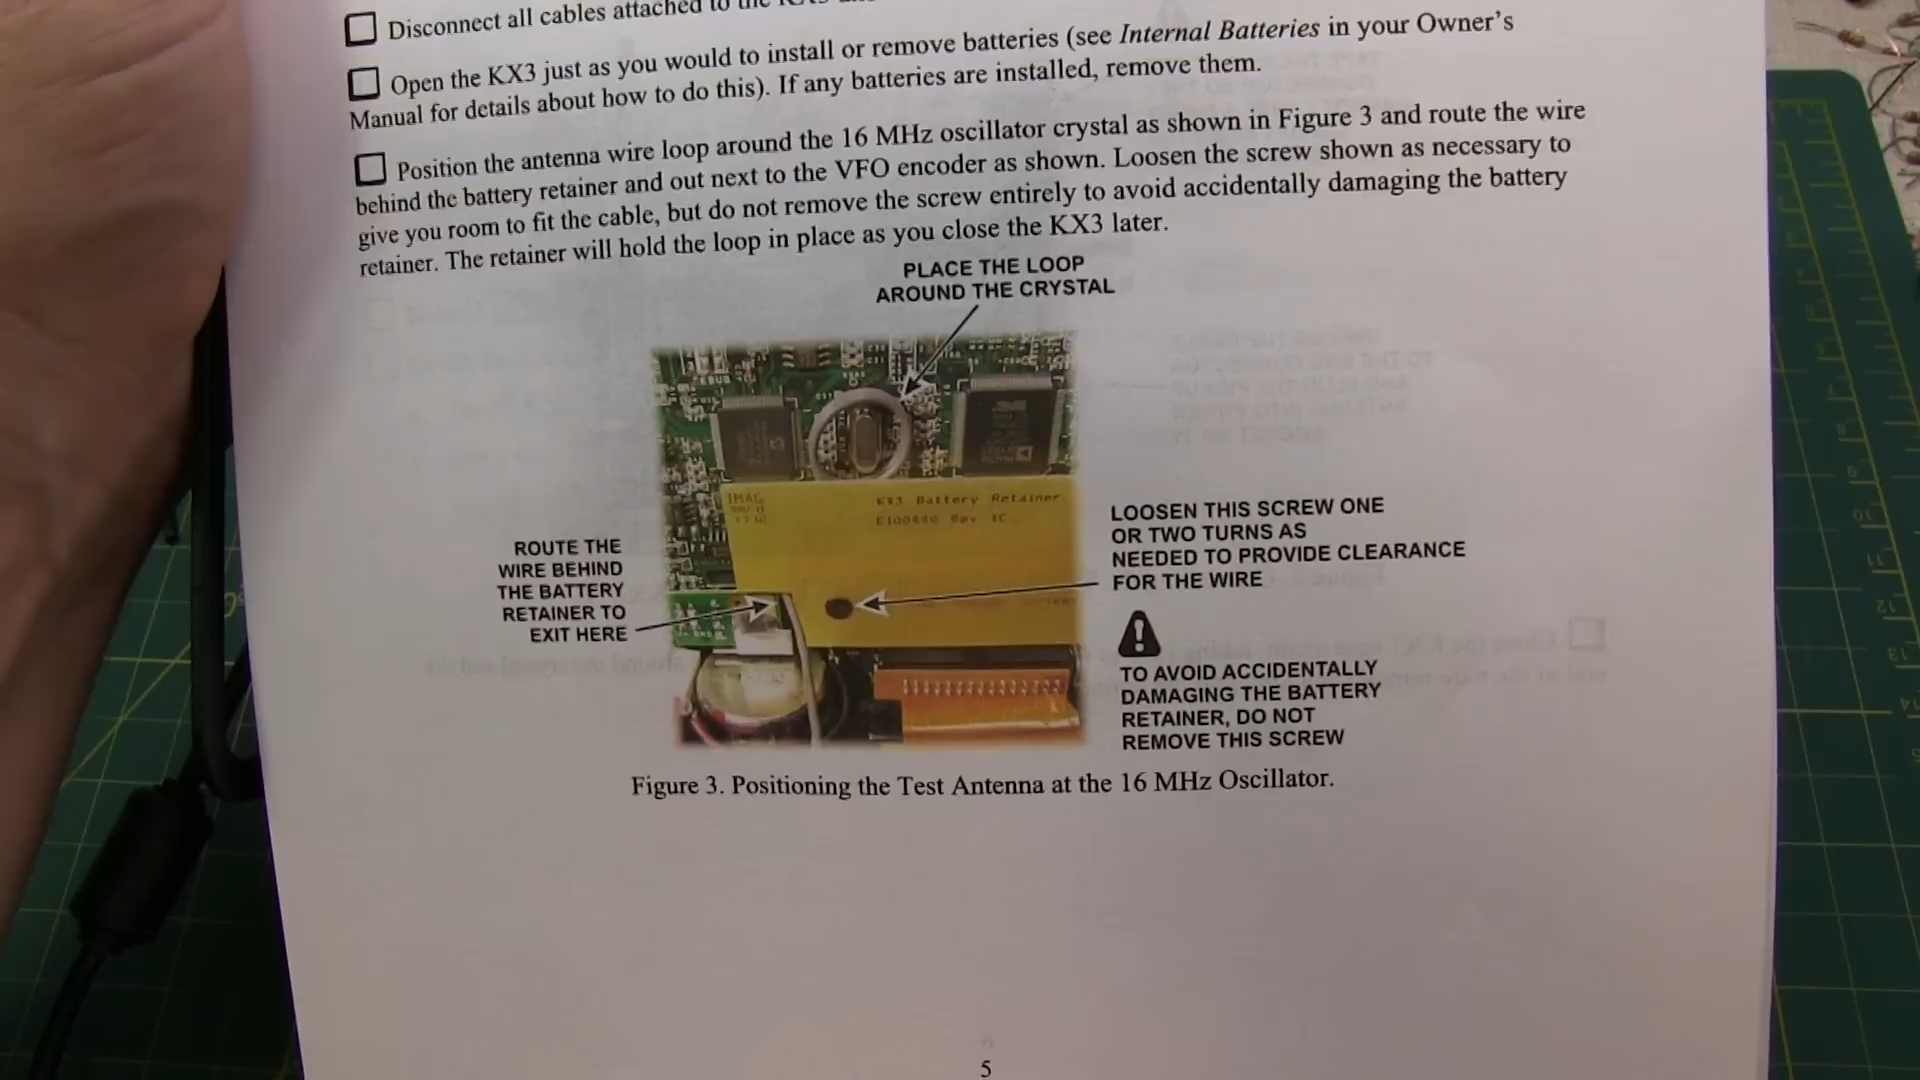 Disconnect all cables attached to the
Open the KX3 just as you would to install or remove batteries (see Internal Batteries in your Owner's
Manual for details about how to do this). If any batteries are installed, remove them.
Position the antenna wire loop around the 16 MHz oscillator crystal as shown in Figure 3 and route the wire
behind the battery retainer and out next to the VFO encoder as shown. Loosen the screw shown as necessary to
give you room to fit the cable, but do not remove the screw entirely to avoid accidentally damaging the battery
retainer. The retainer will hold the loop in place as you close the KX3 later.
PLACE THE LOOP
AROUND THE CRYSTAL
KX3 Battery Retainer
ROUTE THE
WIRE BEHIND
THE BATTERY
RETAINER TO
EXIT HERE
LOOSEN THIS SCREW ONE
OR TWO TURNS AS
NEEDED TO PROVIDE CLEARANCE
FOR THE WIRE
TO AVOID ACCIDENTALLY
DAMAGING THE BATTERY
RETAINER, DO NOT
REMOVE THIS SCREW
Figure 3. Positioning the Test Antenna at the 16 MHz Oscillator.
5